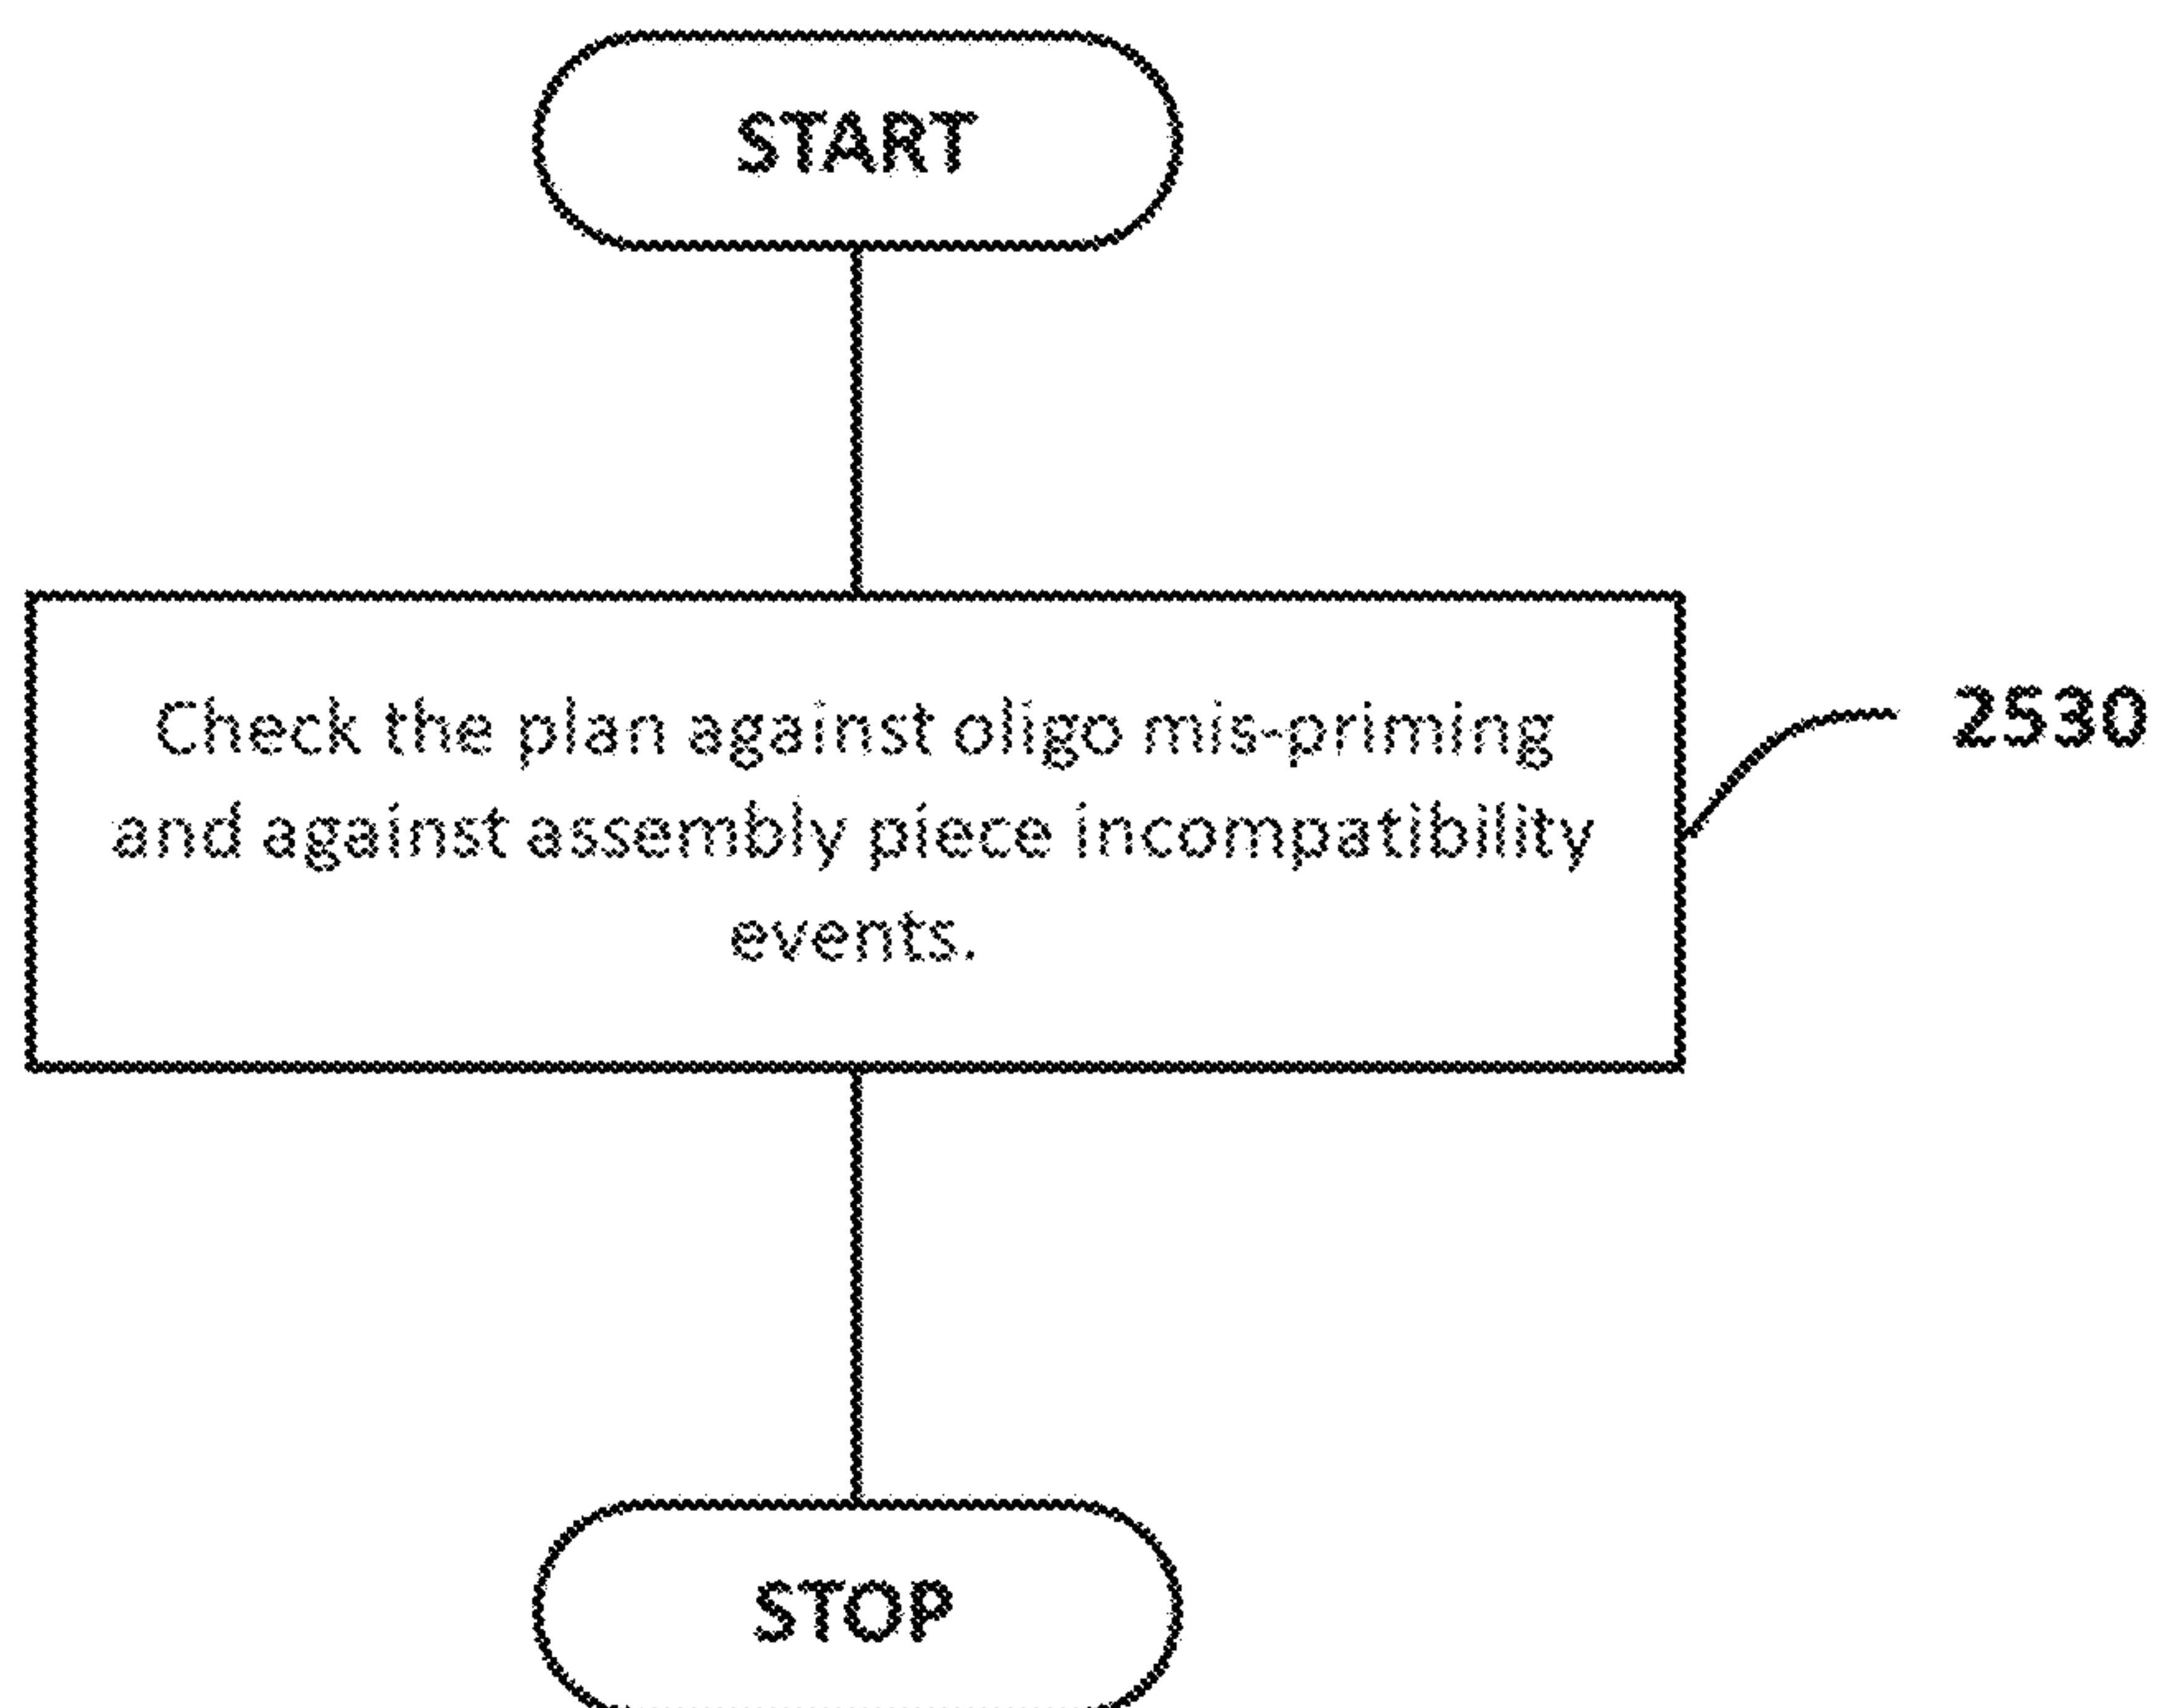 START
Check the plan against oligo mis-priming
2530
and against assembly piece incompatibility
events.
STOP